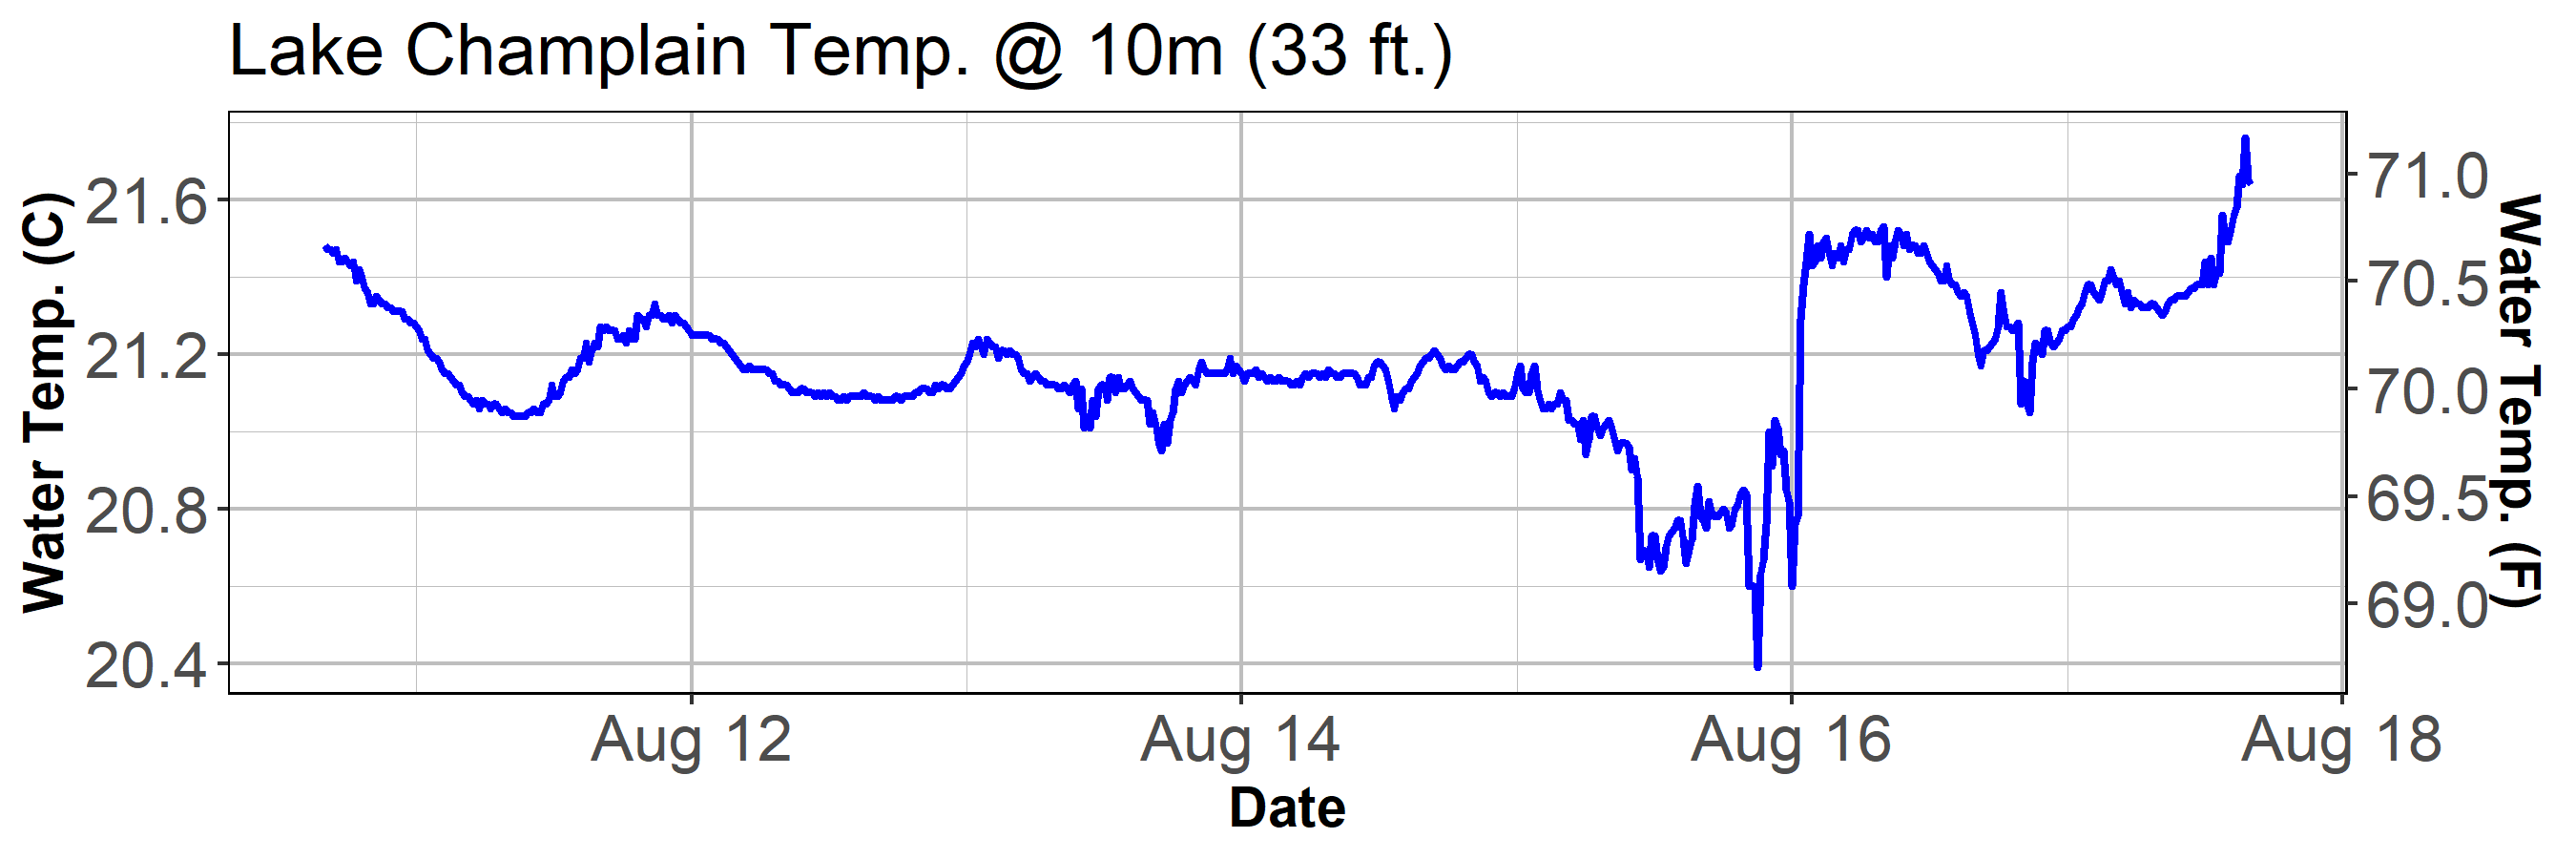 Lake Champlain Temp. @ 10m (33 ft.)
Water Temp. (C)
21.6
21.2
20.8
20.4
71.0
70.5
70.0
69.5
69.0
Water Temp. (F)
Aug 12
Aug 14
Aug 16
Aug 18
Date